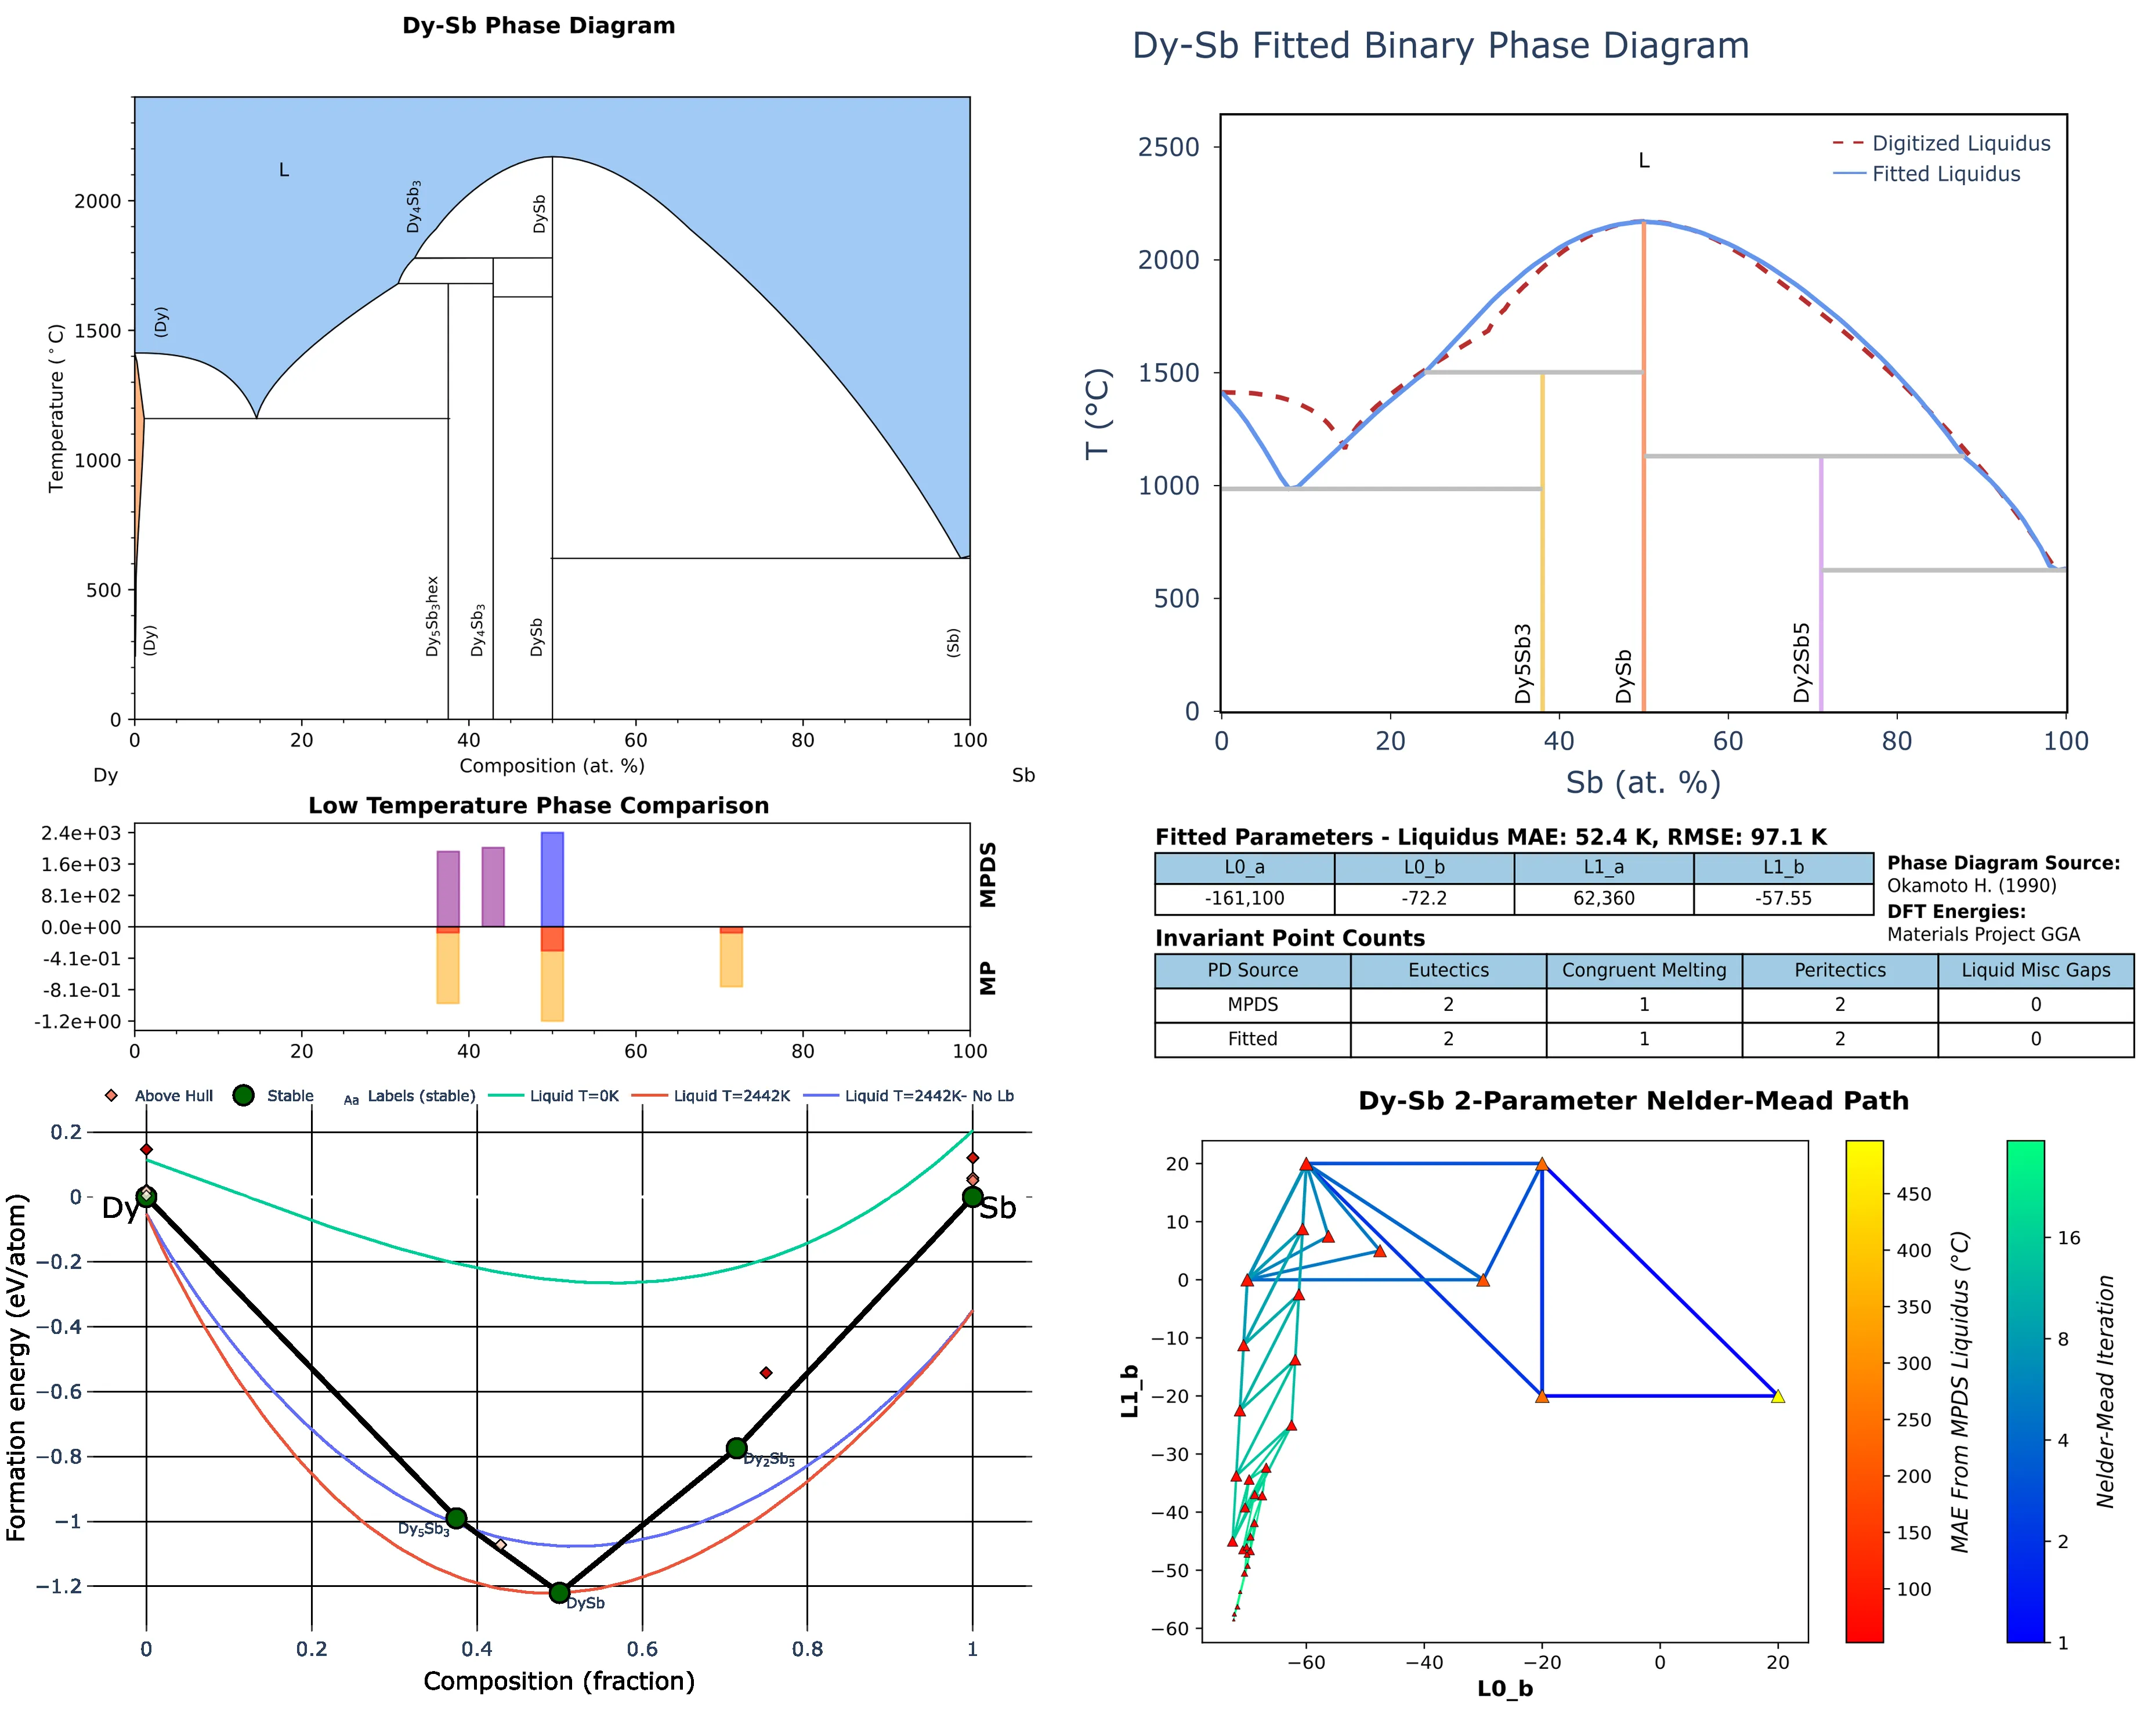 Dy-Sb Phase Diagram
L
Dy4Sb3
DySb
(Dy)
2000
1500
1000
500
0
Temperature (°C)
(Dy)
Dy5Sb3hex
Dy4Sb3
DySb
(Sb)
0 20 40 60 80 100
Composition (at. %)
Dy Sb
Dy-Sb Fitted Binary Phase Diagram
L
Digitized Liquidus
Fitted Liquidus
2500
2000
1500
1000
500
0
T (°C)
Dy5Sb3
DySb
Dy2Sb5
0 20 40 60 80 100
Sb (at. %)
Low Temperature Phase Comparison
2.4e+03
1.6e+03
8.1e+02
0.0e+00
-4.1e-01
-8.1e-01
-1.2e+00
MPDS
MP
0 20 40 60 80 100
Fitted Parameters - Liquidus MAE: 52.4 K, RMSE: 97.1 K
L0_a L0_b L1_a L1_b
-161,100 -72.2 62,360 -57.55
Phase Diagram Source:
Okamoto H. (1990)
DFT Energies:
Materials Project GGA
Invariant Point Counts
PD Source Eutectics Congruent Melting Peritectics Liquid Misc Gaps
MPDS 2 1 2 0
Fitted 2 1 2 0
Above Hull Stable Aa Labels (stable) Liquid T=0K Liquid T=2442K Liquid T=2442K- No Lb
0.2
0
−0.2
−0.4
−0.6
−0.8
−1
−1.2
Formation energy (eV/atom)
Dy
Sb
Dy2Sb5
Dy5Sb3
DySb
0 0.2 0.4 0.6 0.8 1
Composition (fraction)
Dy-Sb 2-Parameter Nelder-Mead Path
20
10
0
−10
−20
−30
−40
−50
−60
L1_b
−60 −40 −20 0 20
L0_b
450
400
350
300
250
200
150
100
MAE From MPDS Liquidus (°C)
16
8
4
2
1
Nelder-Mead Iteration